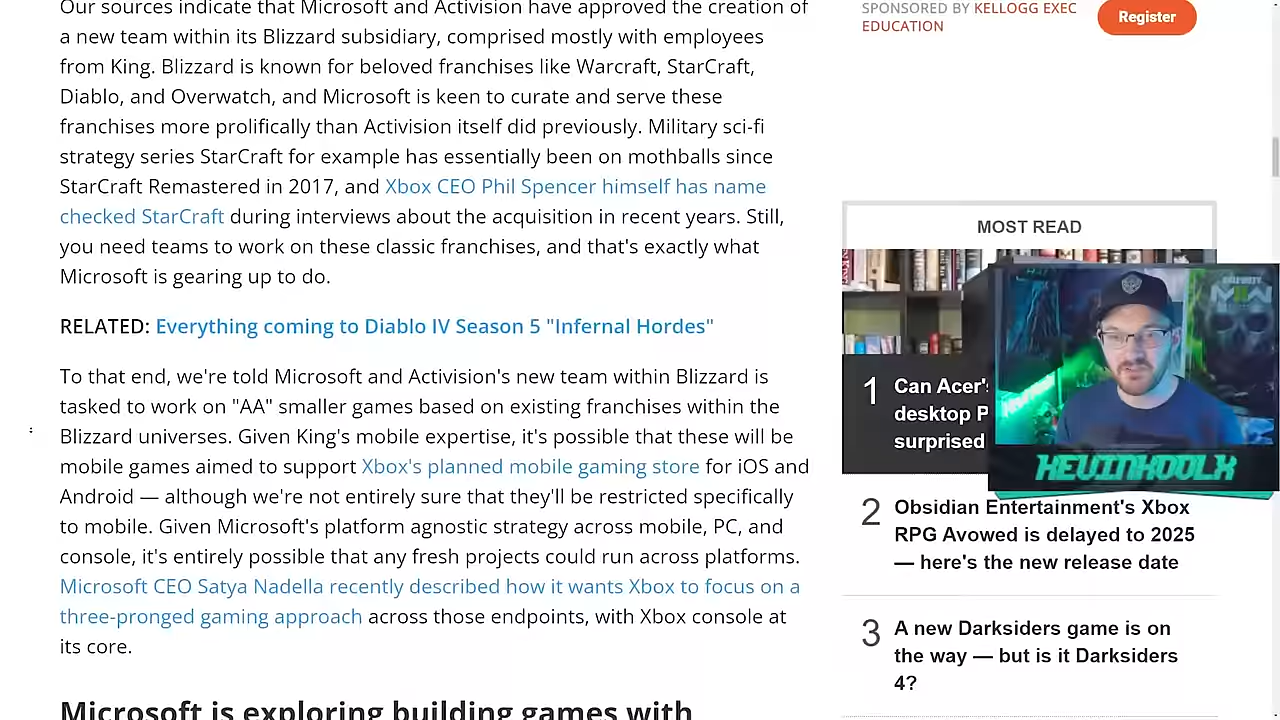 Our sources indicate that Microsoft and Activision have approved the creation of
a new team within its Blizzard subsidiary, comprised mostly with employees
from King. Blizzard is known for beloved franchises like Warcraft, StarCraft,
Diablo, and Overwatch, and Microsoft is keen to curate and serve these
franchises more prolifically than Activision itself did previously. Military sci-fi
strategy series StarCraft for example has essentially been on mothballs since
StarCraft Remastered in 2017, and Xbox CEO Phil Spencer himself has name
checked StarCraft during interviews about the acquisition in recent years. Still,
you need teams to work on these classic franchises, and that's exactly what
Microsoft is gearing up to do.
RELATED: Everything coming to Diablo IV Season 5 "Infernal Hordes"
To that end, we're told Microsoft and Activision's new team within Blizzard is
tasked to work on "AA" smaller games based on existing franchises within the
Blizzard universes. Given King's mobile expertise, it's possible that these will be
mobile games aimed to support Xbox's planned mobile gaming store for iOS and
Android — although we're not entirely sure that they'll be restricted specifically
to mobile. Given Microsoft's platform agnostic strategy across mobile, PC, and
console, it's entirely possible that any fresh projects could run across platforms.
Microsoft CEO Satya Nadella recently described how it wants Xbox to focus on a
three-pronged gaming approach across those endpoints, with Xbox console at
its core.
Microsoft is exploring building games with
SPONSORED BY KELLOGG EXEC
EDUCATION
Register
MOST READ
1
Can Acer's
desktop P
surprised
KEVINKOOLX
2
Obsidian Entertainment's Xbox
RPG Avowed is delayed to 2025
— here's the new release date
3
A new Darksiders game is on
the way — but is it Darksiders
4?